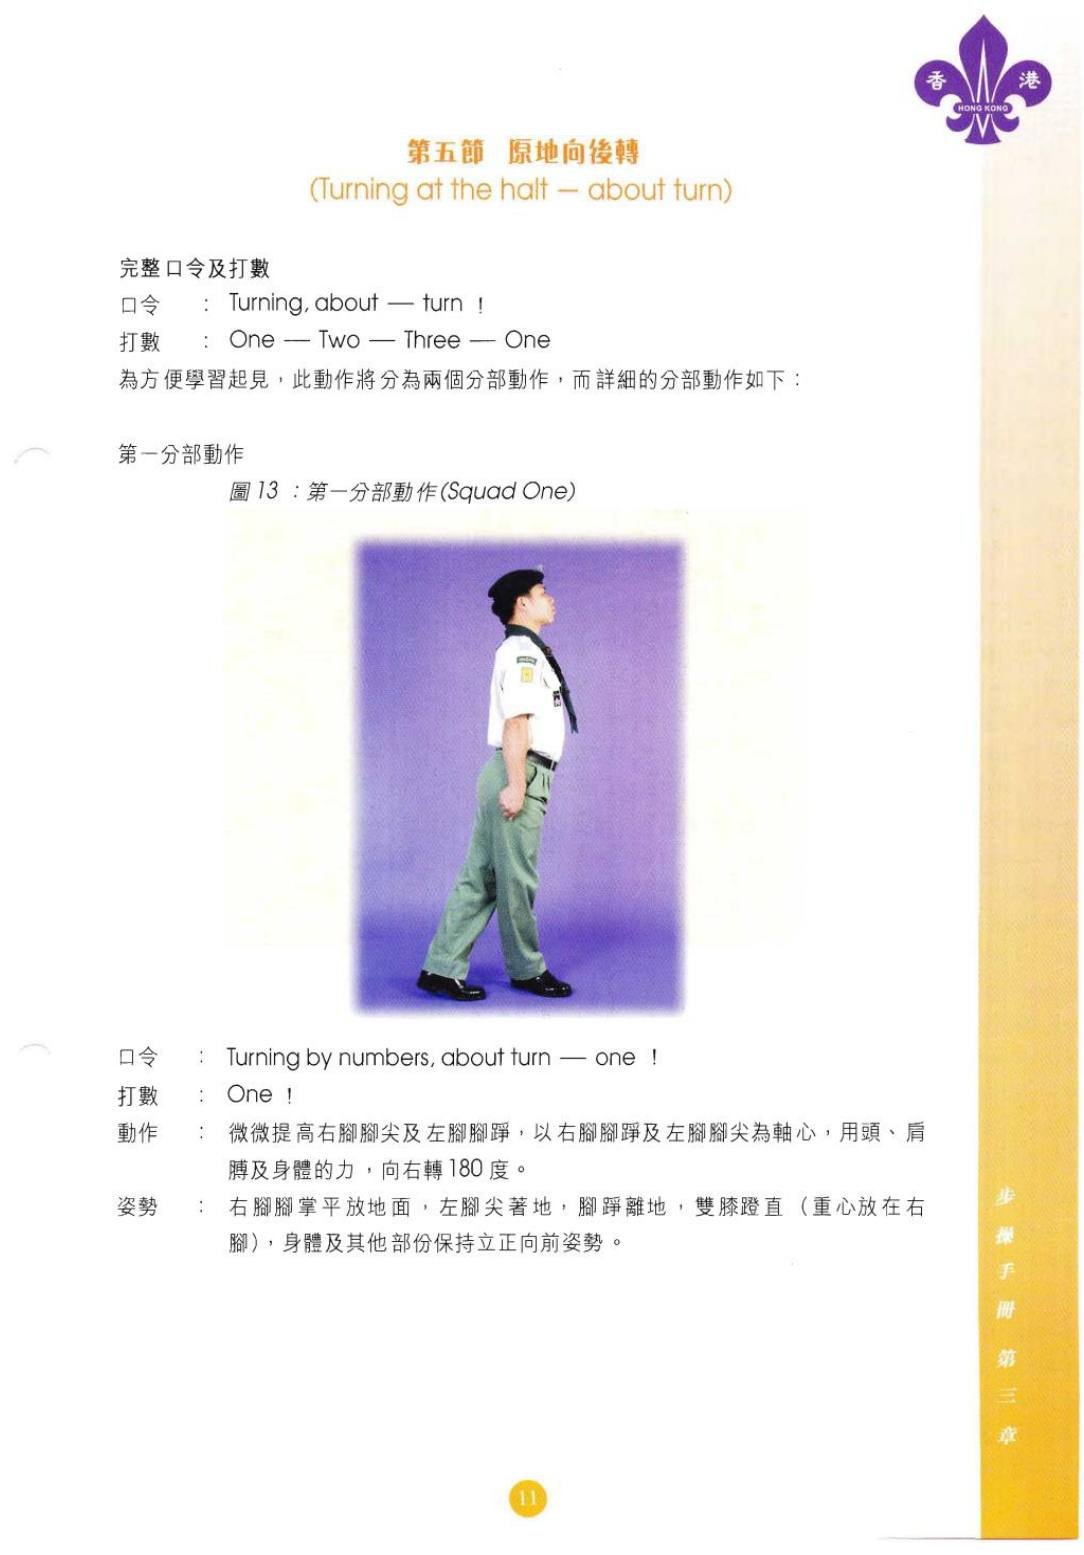 香 港
HONG KONG
第五節 原地向後轉
(Turning at the halt — about turn)
完整口令及打數
口令 : Turning, about — turn !
打數 : One — Two — Three — One
為方便學習起見，此動作將分為兩個分部動作，而詳細的分部動作如下：
第一分部動作
圖 13 ：第一分部動作(Squad One)
口令 : Turning by numbers, about turn — one !
打數 : One !
動作 : 微微提高右腳腳尖及左腳腳踭，以右腳腳踭及左腳腳尖為軸心，用頭、肩
膊及身體的力，向右轉 180 度。
姿勢 : 右腳腳掌平放地面，左腳尖著地，腳踭離地，雙膝蹬直（重心放在右
腳），身體及其他部份保持立正向前姿勢。
步操手冊 第三章
11